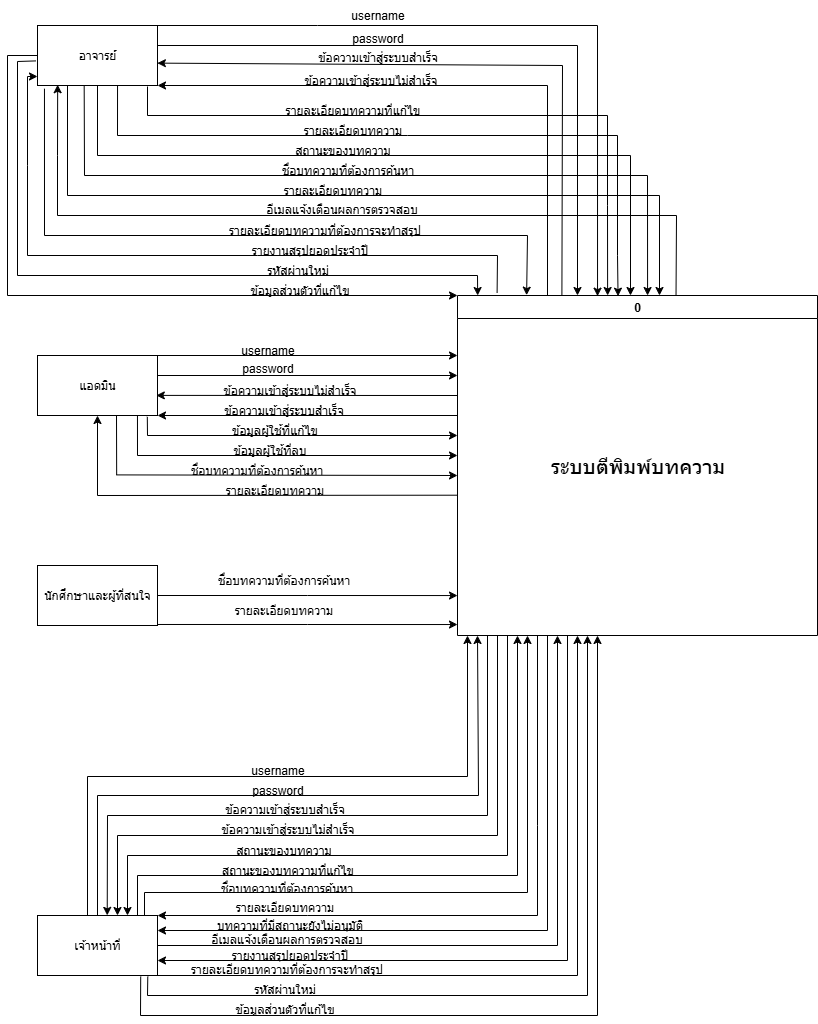 username
password
อาจารย์
ข้อความเข้าสู่ระบบสำเร็จ
ข้อความเข้าสู่ระบบไม่สำเร็จ
รายละเอียดบทความที่แก้ไข
รายละเอียดบทความ
สถานะของบทความ
ชื่อบทความที่ต้องการค้นหา
รายละเอียดบทความ
อีเมลแจ้งเตือนผลการตรวจสอบ
รายละเอียดบทความที่ต้องการจะทำสรุป
รายงานสรุปยอดประจำปี
รหัสผ่านใหม่
ข้อมูลส่วนตัวที่แก้ไข
0
username
password
แอดมิน
ข้อความเข้าสู่ระบบไม่สำเร็จ
ข้อความเข้าสู่ระบบสำเร็จ
ข้อมูลผู้ใช้ที่แก้ไข
ข้อมูลผู้ใช้ที่ลบ
ชื่อบทความที่ต้องการค้นหา
รายละเอียดบทความ
ระบบตีพิมพ์บทความ
ชื่อบทความที่ต้องการค้นหา
นักศึกษาและผู้ที่สนใจ
รายละเอียดบทความ
username
password
ข้อความเข้าสู่ระบบสำเร็จ
ข้อความเข้าสู่ระบบไม่สำเร็จ
สถานะของบทความ
สถานะของบทความที่แก้ไข
ชื่อบทความที่ต้องการค้นหา
รายละเอียดบทความ
บทความที่มีสถานะยังไม่อนุมัติ
เจ้าหน้าที่
อีเมลแจ้งเตือนผลการตรวจสอบ
รายงานสรุปยอดประจำปี
รายละเอียดบทความที่ต้องการจะทำสรุป
รหัสผ่านใหม่
ข้อมูลส่วนตัวที่แก้ไข